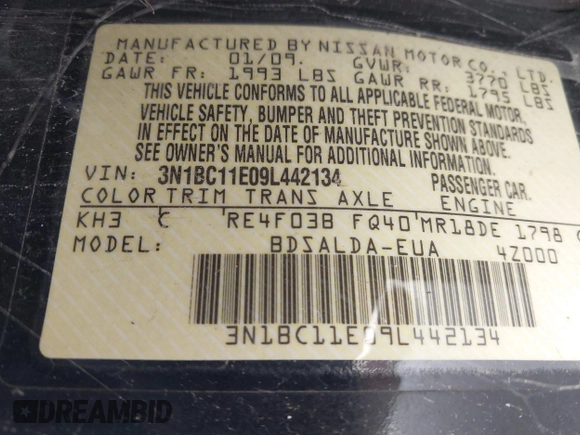 MANUFACTURED BY NISSAN MOTOR CO., LTD.
DATE: 01/09. GVWR: 3770 LBS
GAWR FR: 1993 LBS GAWR RR: 1795 LBS
THIS VEHICLE CONFORMS TO ALL APPLICABLE FEDERAL MOTOR
VEHICLE SAFETY, BUMPER AND THEFT PREVENTION STANDARDS
IN EFFECT ON THE DATE OF MANUFACTURE SHOWN ABOVE.
SEE OWNER'S MANUAL FOR ADDITIONAL INFORMATION.
VIN: 3N1BC11E09L442134 PASSENGER CAR.
COLOR TRIM TRANS AXLE ENGINE
KH3 C RE4F03B FQ40 MR18DE 1798
MODEL: BDSALDA-EUA 4Z000
3N1BC11E09L442134
DREAMBID